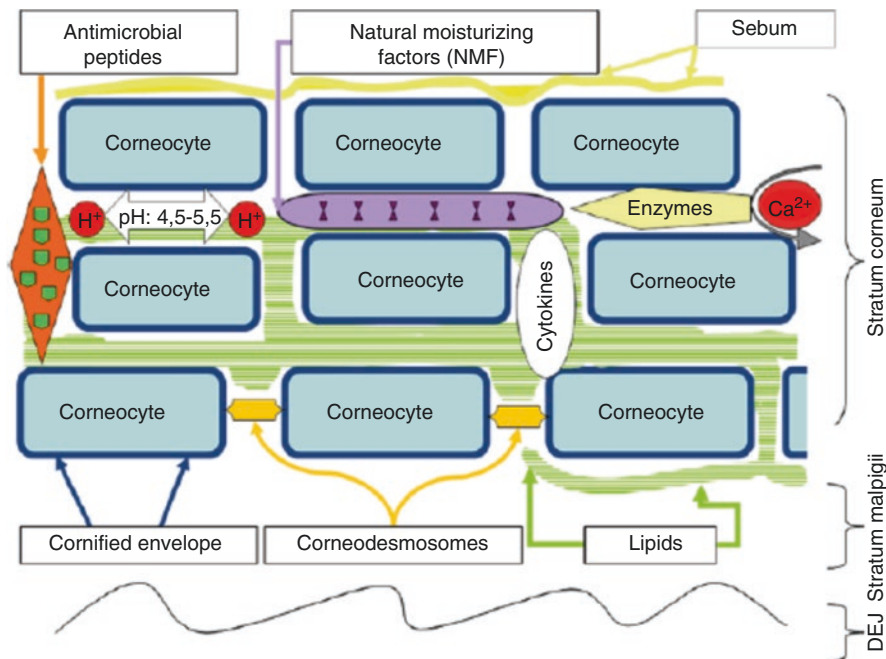 Antimicrobial
peptides
Natural moisturizing
factors (NMF)
Sebum
Corneocyte
Corneocyte
Corneocyte
H+
pH: 4,5-5,5
H+
Enzymes
Ca2+
Corneocyte
Corneocyte
Cytokines
Corneocyte
Corneocyte
Corneocyte
Corneocyte
Cornified envelope
Corneodesmosomes
Lipids
Stratum corneum
Stratum malpigii
DEJ